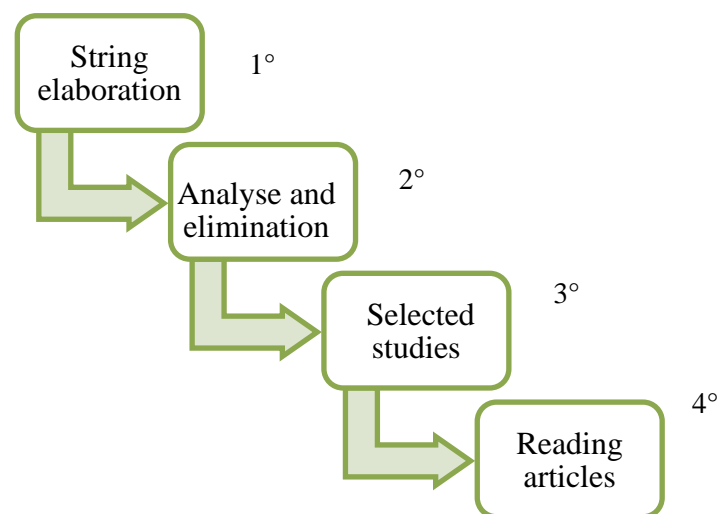 String
elaboration
1°
Analyse and
elimination
2°
Selected
studies
3°
Reading
articles
4°